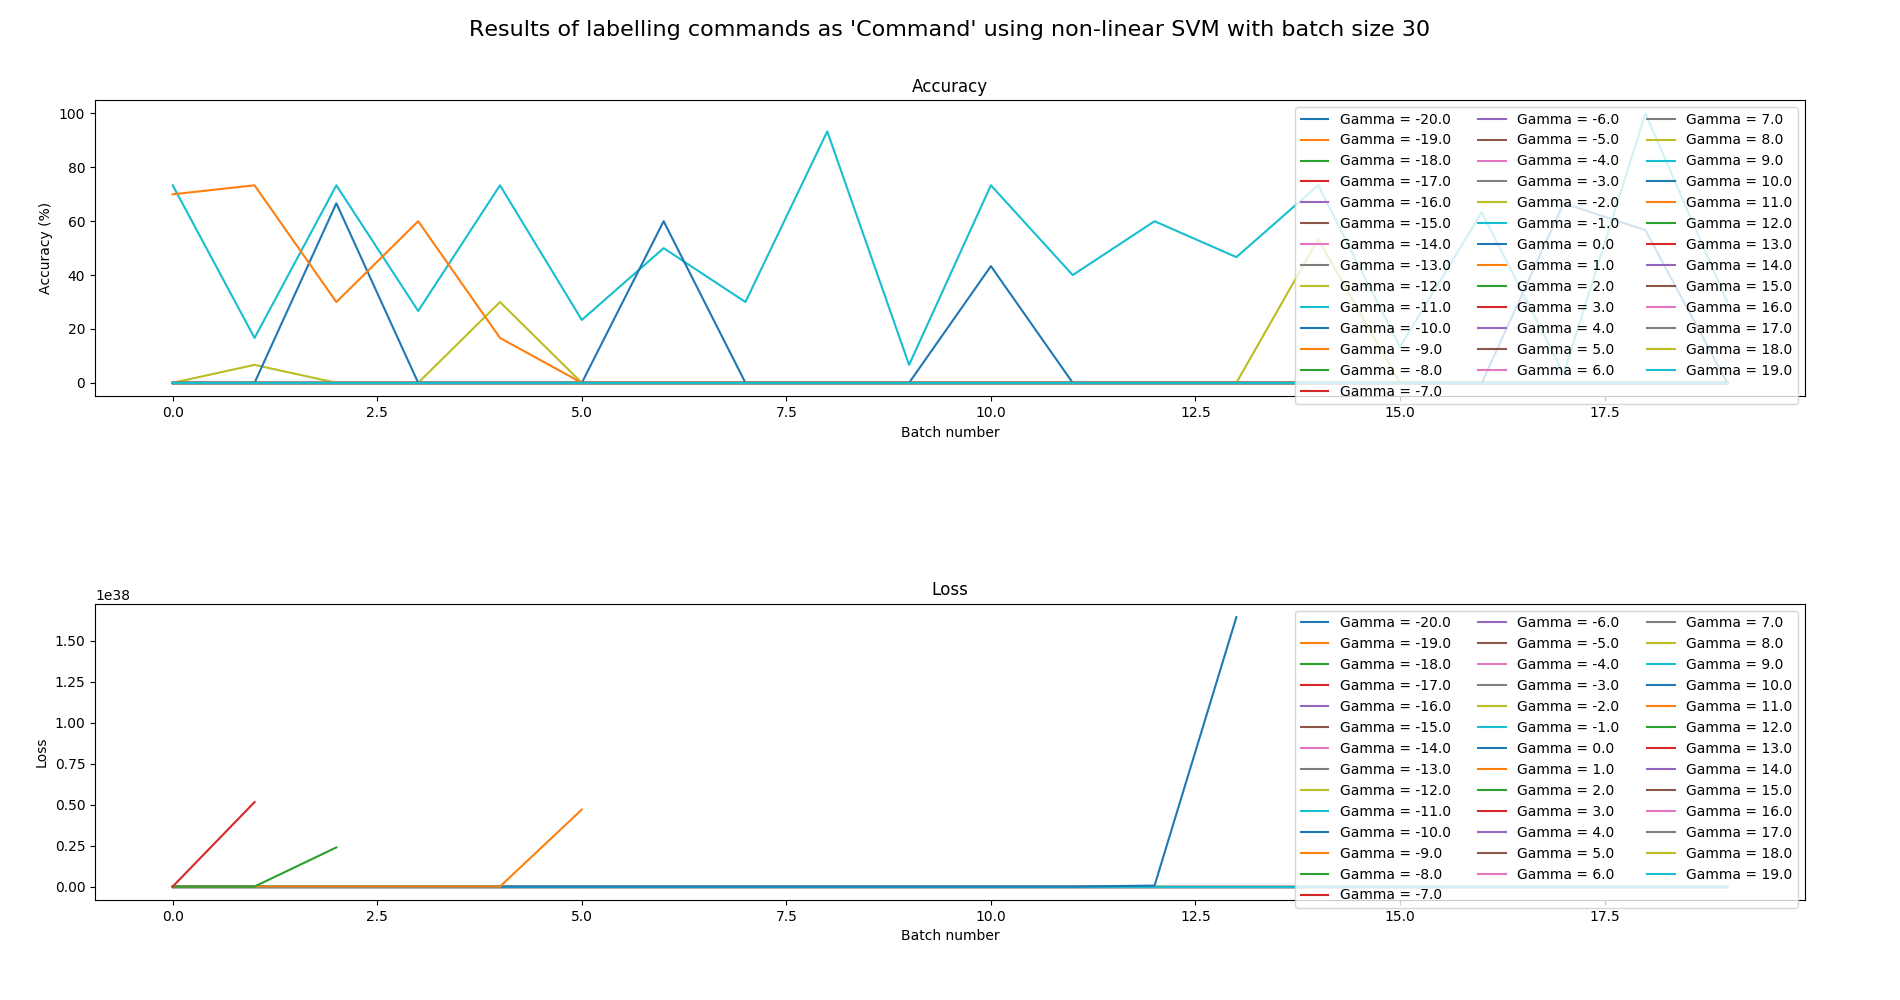 Results of labelling commands as 'Command' using non-linear SVM with batch size 30
Accuracy
Accuracy (%)
100
80
60
40
20
0
Gamma = -20.0 Gamma = -6.0 Gamma = 7.0
Gamma = -19.0 Gamma = -5.0 Gamma = 8.0
Gamma = -18.0 Gamma = -4.0 Gamma = 9.0
Gamma = -17.0 Gamma = -3.0 Gamma = 10.0
Gamma = -16.0 Gamma = -2.0 Gamma = 11.0
Gamma = -15.0 Gamma = -1.0 Gamma = 12.0
Gamma = -14.0 Gamma = 0.0 Gamma = 13.0
Gamma = -13.0 Gamma = 1.0 Gamma = 14.0
Gamma = -12.0 Gamma = 2.0 Gamma = 15.0
Gamma = -11.0 Gamma = 3.0 Gamma = 16.0
Gamma = -10.0 Gamma = 4.0 Gamma = 17.0
Gamma = -9.0 Gamma = 5.0 Gamma = 18.0
Gamma = -8.0 Gamma = 6.0 Gamma = 19.0
Gamma = -7.0
0.0 2.5 5.0 7.5 10.0 12.5 15.0 17.5
Batch number
Loss
1e38
Loss
1.50
1.25
1.00
0.75
0.50
0.25
0.00
Gamma = -20.0 Gamma = -6.0 Gamma = 7.0
Gamma = -19.0 Gamma = -5.0 Gamma = 8.0
Gamma = -18.0 Gamma = -4.0 Gamma = 9.0
Gamma = -17.0 Gamma = -3.0 Gamma = 10.0
Gamma = -16.0 Gamma = -2.0 Gamma = 11.0
Gamma = -15.0 Gamma = -1.0 Gamma = 12.0
Gamma = -14.0 Gamma = 0.0 Gamma = 13.0
Gamma = -13.0 Gamma = 1.0 Gamma = 14.0
Gamma = -12.0 Gamma = 2.0 Gamma = 15.0
Gamma = -11.0 Gamma = 3.0 Gamma = 16.0
Gamma = -10.0 Gamma = 4.0 Gamma = 17.0
Gamma = -9.0 Gamma = 5.0 Gamma = 18.0
Gamma = -8.0 Gamma = 6.0 Gamma = 19.0
Gamma = -7.0
0.0 2.5 5.0 7.5 10.0 12.5 15.0 17.5
Batch number